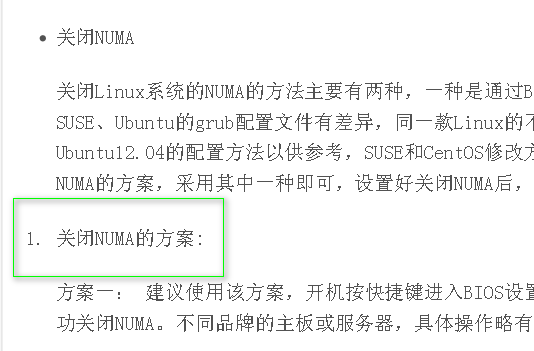 关闭NUMA
关闭Linux系统的NUMA的方法主要有两种，一种是通过B
SUSE、Ubuntu的grub配置文件有差异，同一款Linux的不
Ubuntu12.04的配置方法以供参考，SUSE和CentOS修改方
NUMA的方案，采用其中一种即可，设置好关闭NUMA后，
1. 关闭NUMA的方案:
方案一： 建议使用该方案，开机按快捷键进入BIOS设置
功关闭NUMA。不同品牌的主板或服务器，具体操作略有